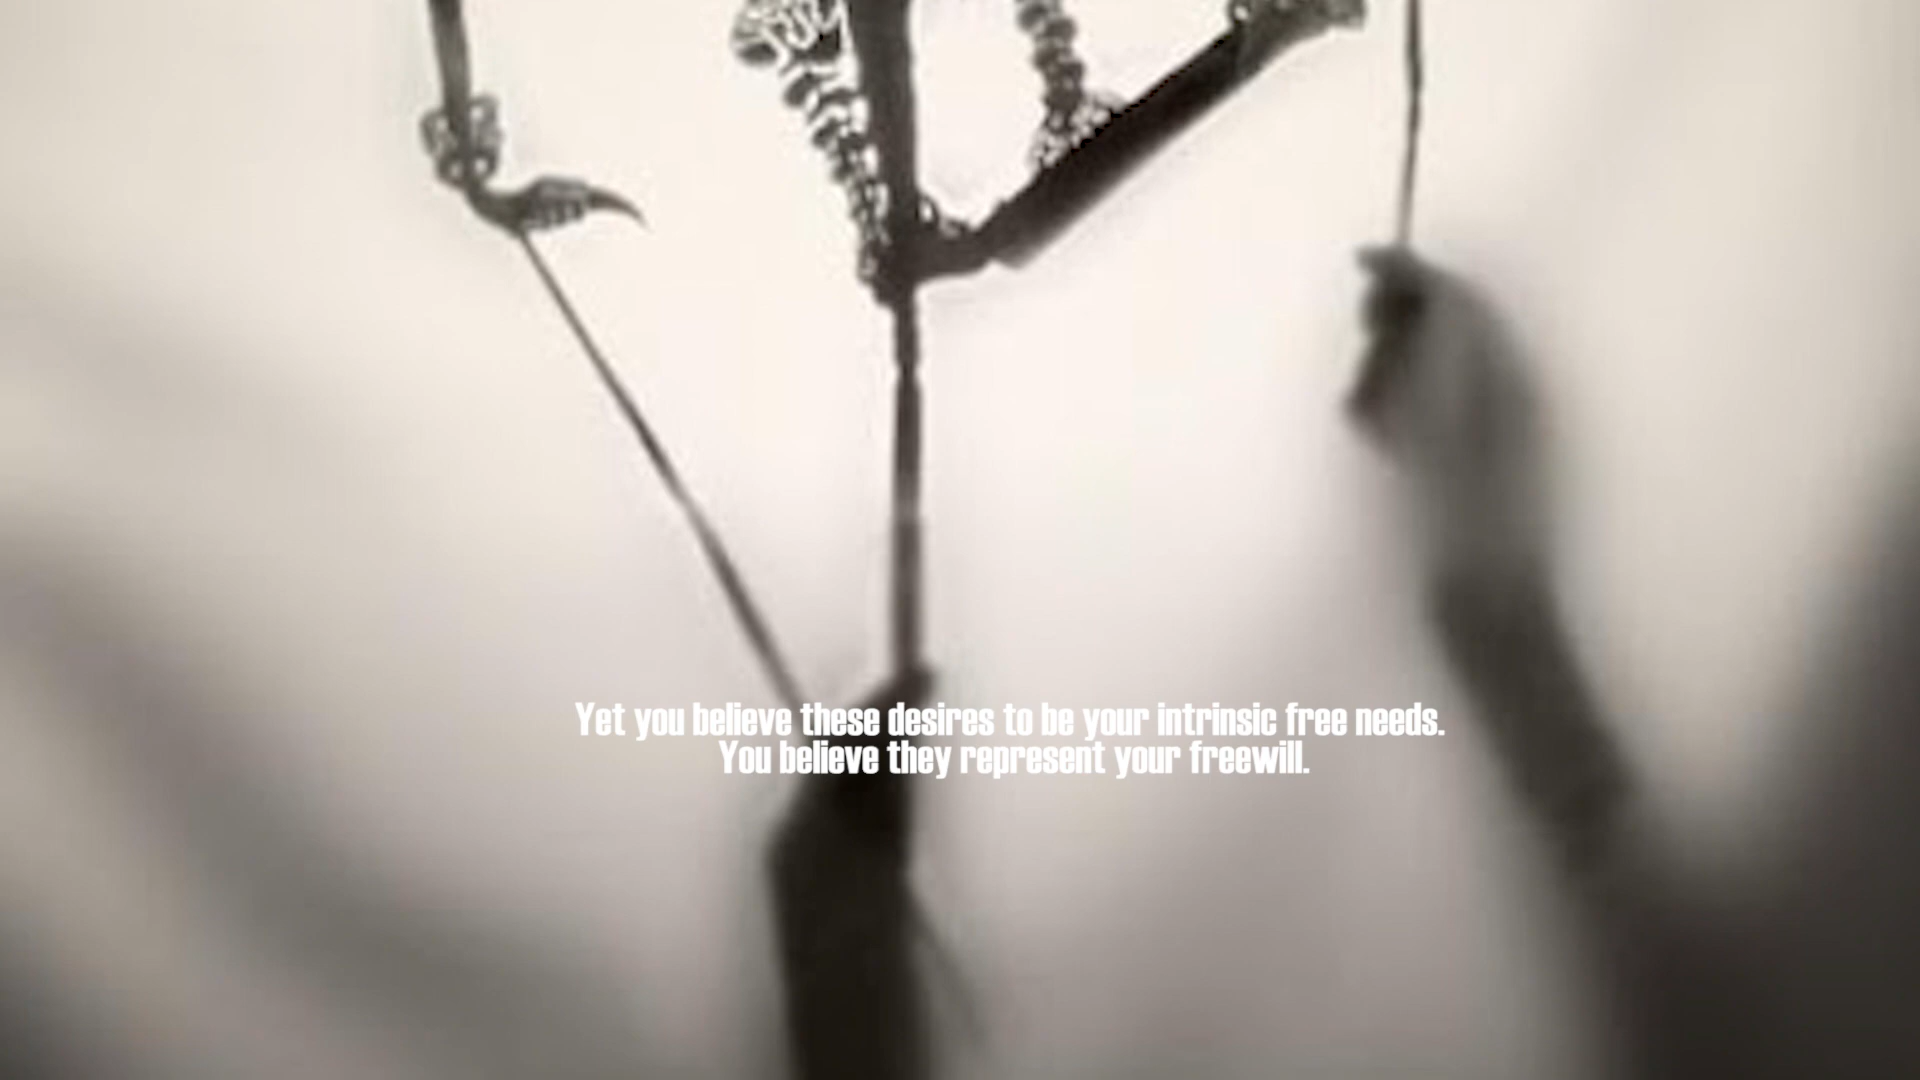 Yet you believe these desires to be your intrinsic free needs.
You believe they represent your freewill.